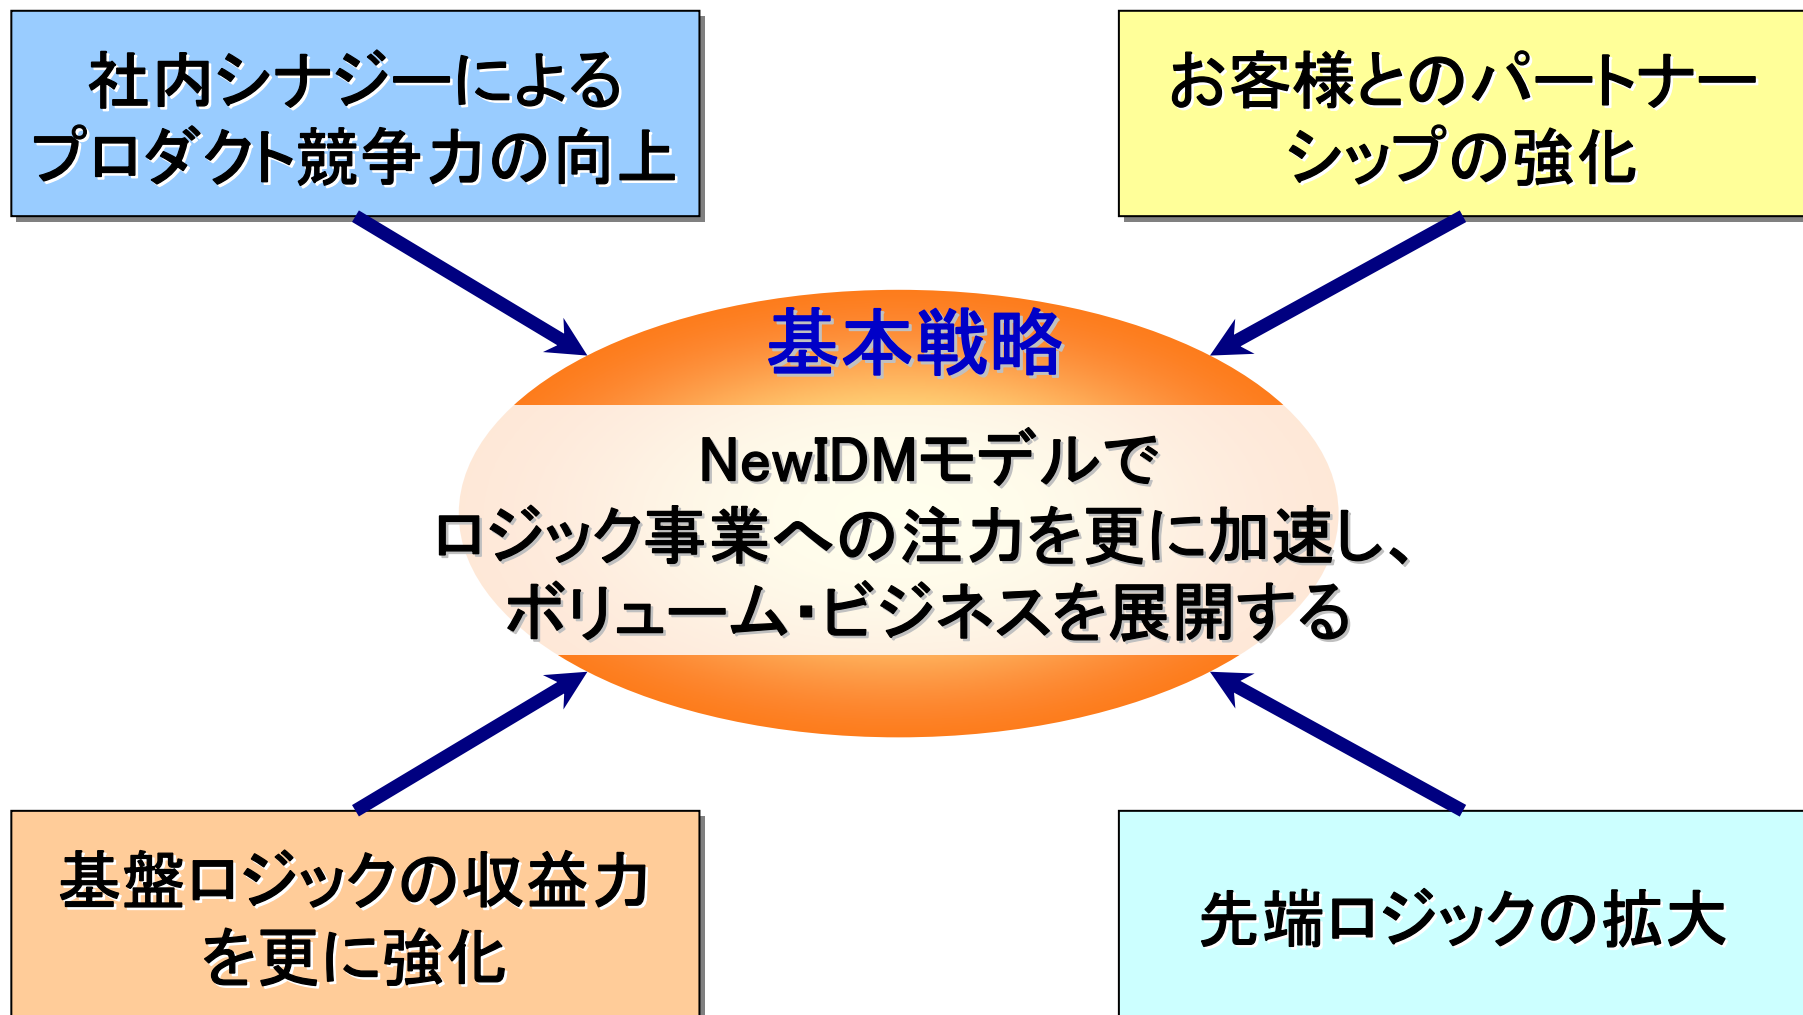 社内シナジーによる
プロダクト競争力の向上
お客様とのパートナー
シップの強化
基本戦略
NewIDMモデルで
ロジック事業への注力を更に加速し、
ボリューム・ビジネスを展開する
基盤ロジックの収益力
を更に強化
先端ロジックの拡大